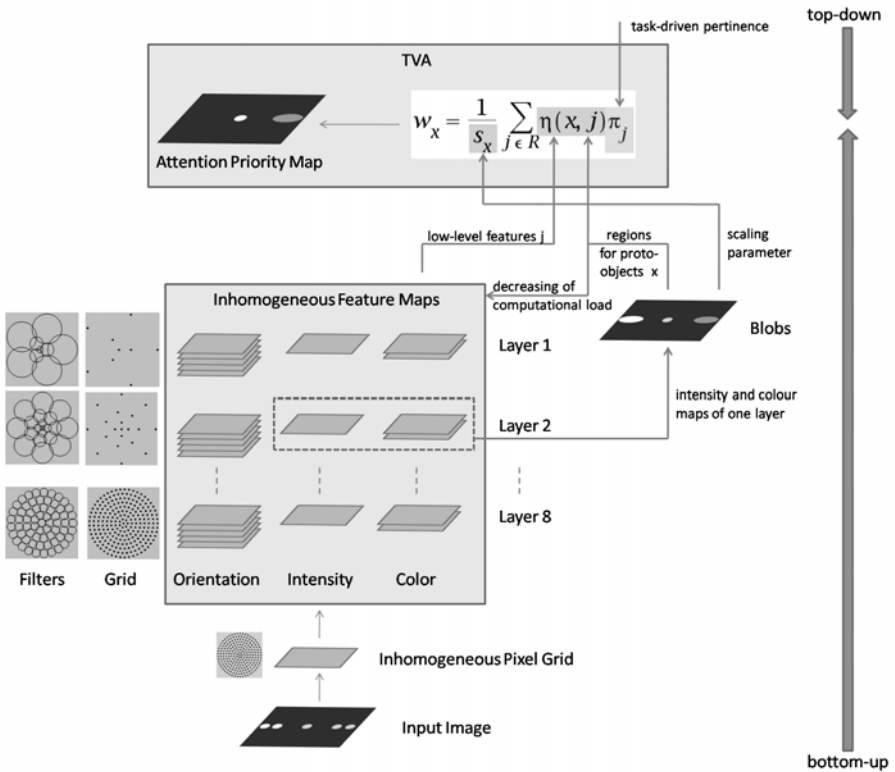 top-down
task-driven pertinence
TVA
w_x = 1/s_x ∑_{j ϵ R} η(x, j)π_j
Attention Priority Map
low-level features j
regions
for proto-
objects x
scaling
parameter
decreasing of
computational load
Inhomogeneous Feature Maps
Layer 1
Blobs
intensity and colour
maps of one layer
Layer 2
Layer 8
Filters
Grid
Orientation
Intensity
Color
Inhomogeneous Pixel Grid
Input Image
bottom-up